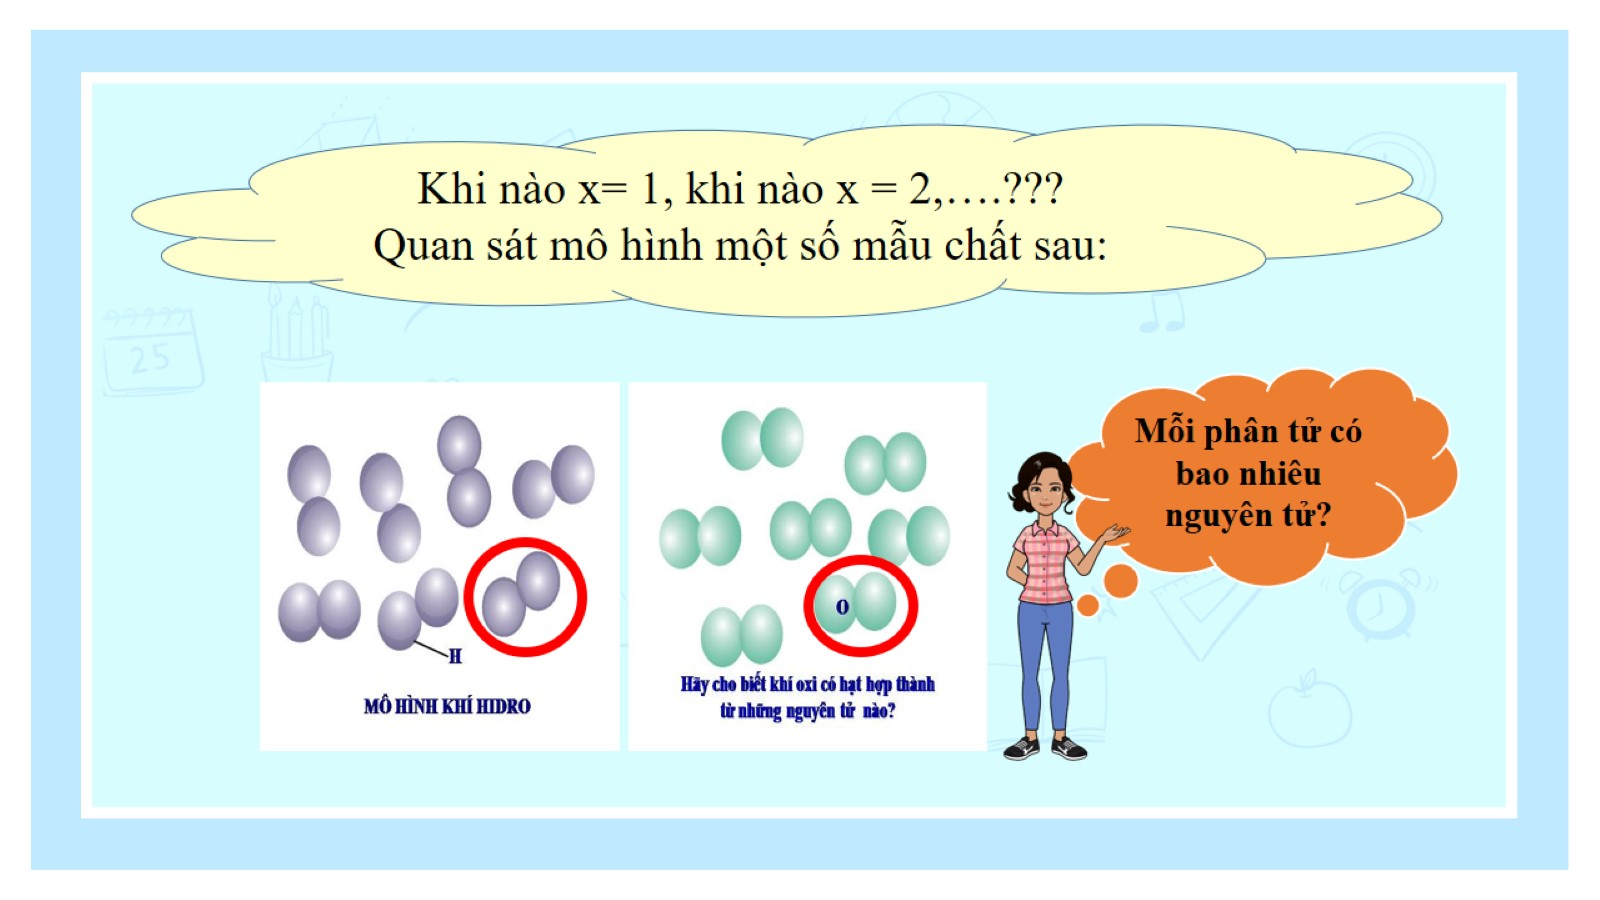 Khi nào x= 1, khi nào x = 2,….???
Quan sát mô hình một số mẫu chất sau:
25
Mỗi phân tử có
bao nhiêu
nguyên tử?
H
MÔ HÌNH KHÍ HIDRO
O
Hãy cho biết khí oxi có hạt hợp thành
từ những nguyên tử nào?